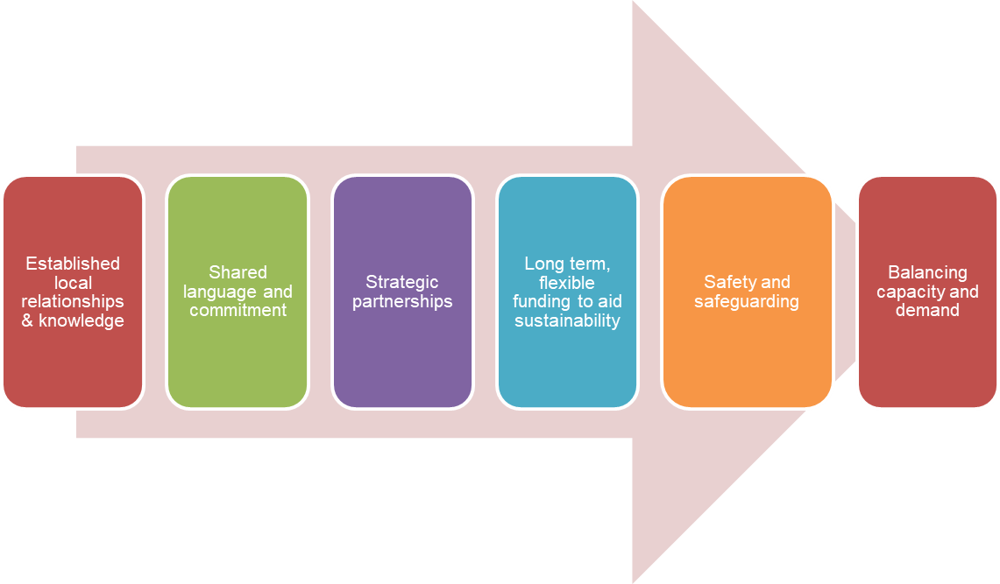 Established
local
relationships
& knowledge
Shared
language and
commitment
Strategic
partnerships
Long term,
flexible
funding to aid
sustainability
Safety and
safeguarding
Balancing
capacity and
demand